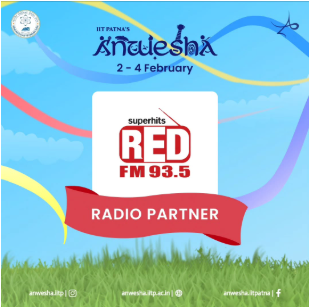 IIT PATNA'S
Anwesha
2 - 4 February
superhits
RED
FM 93.5
RADIO PARTNER
anwesha.iitp | anwesha.iitp.ac.in | anwesha.iitpatna |